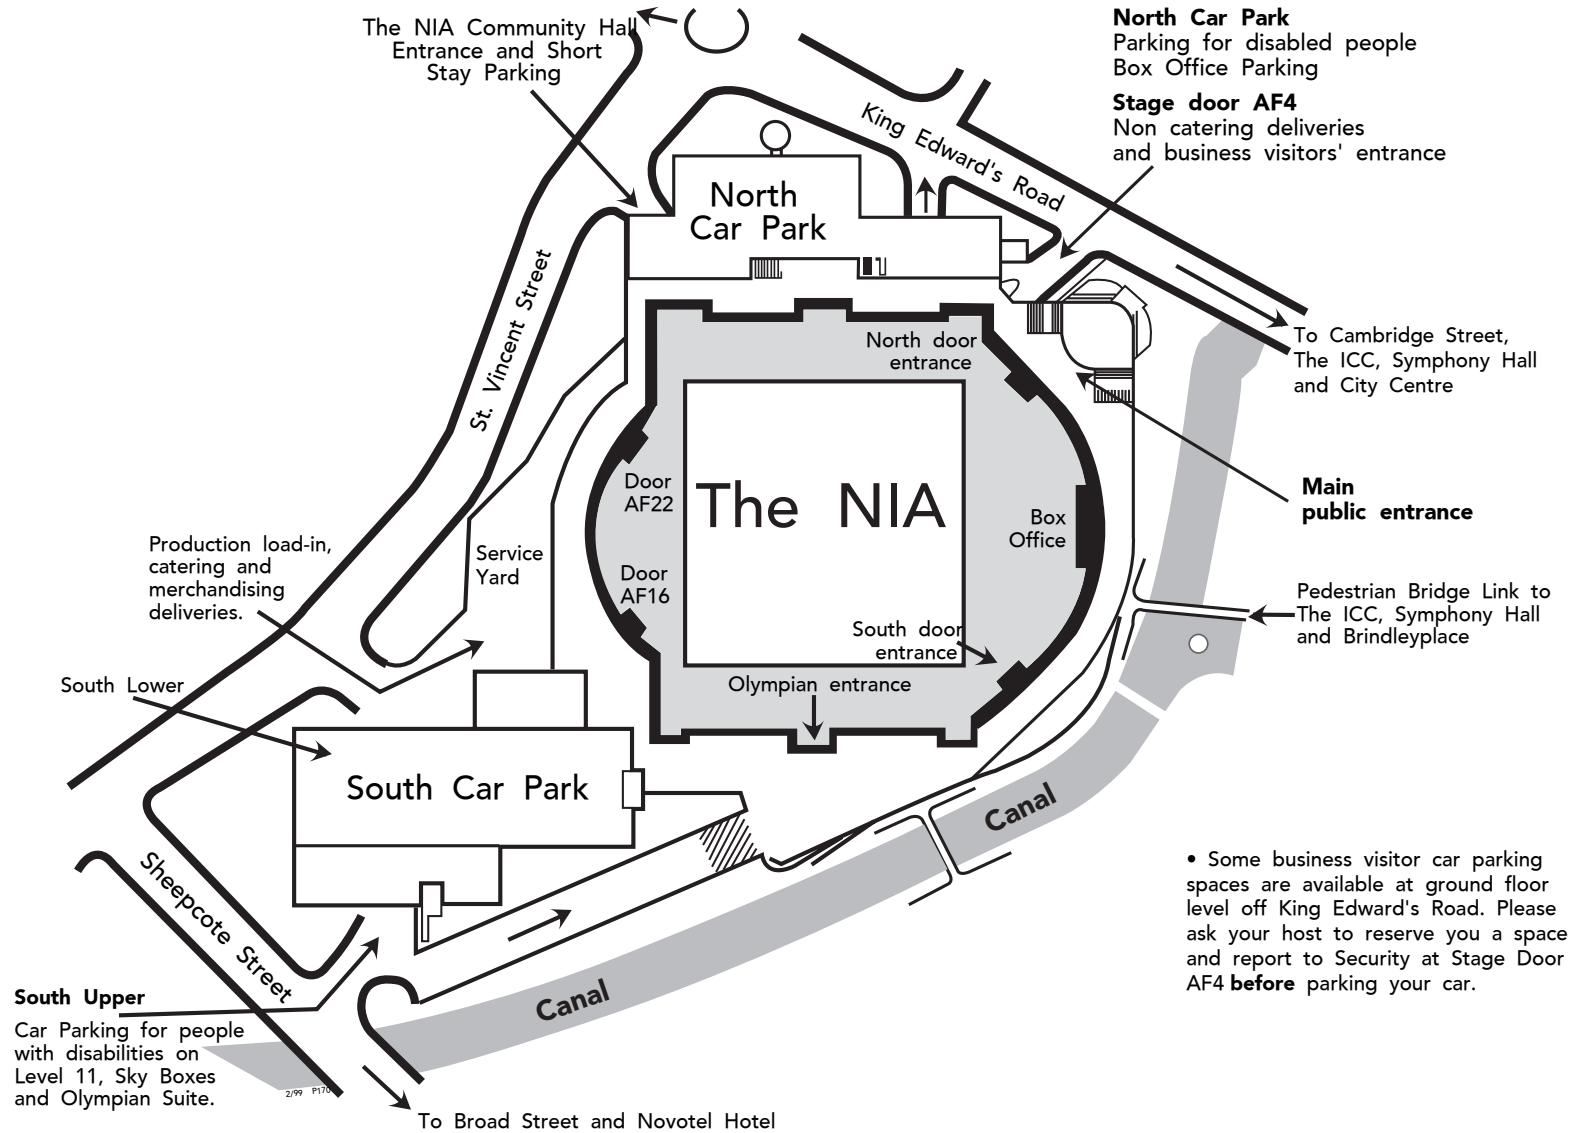 The NIA Community Hall
Entrance and Short
Stay Parking
North Car Park
Parking for disabled people
Box Office Parking
Stage door AF4
Non catering deliveries
and business visitors' entrance
King Edward's Road
North
Car Park
St. Vincent Street
To Cambridge Street,
The ICC, Symphony Hall
and City Centre
North door
entrance
Main
public entrance
Door
AF22
The NIA
Box
Office
Production load-in,
catering and
merchandising
deliveries.
Service
Yard
Door
AF16
Pedestrian Bridge Link to
The ICC, Symphony Hall
and Brindleyplace
South door
entrance
Olympian entrance
South Lower
South Car Park
Canal
Sheepcote Street
• Some business visitor car parking
spaces are available at ground floor
level off King Edward's Road. Please
ask your host to reserve you a space
and report to Security at Stage Door
AF4 before parking your car.
Canal
South Upper
Car Parking for people
with disabilities on
Level 11, Sky Boxes
and Olympian Suite.
2/99 P170
To Broad Street and Novotel Hotel